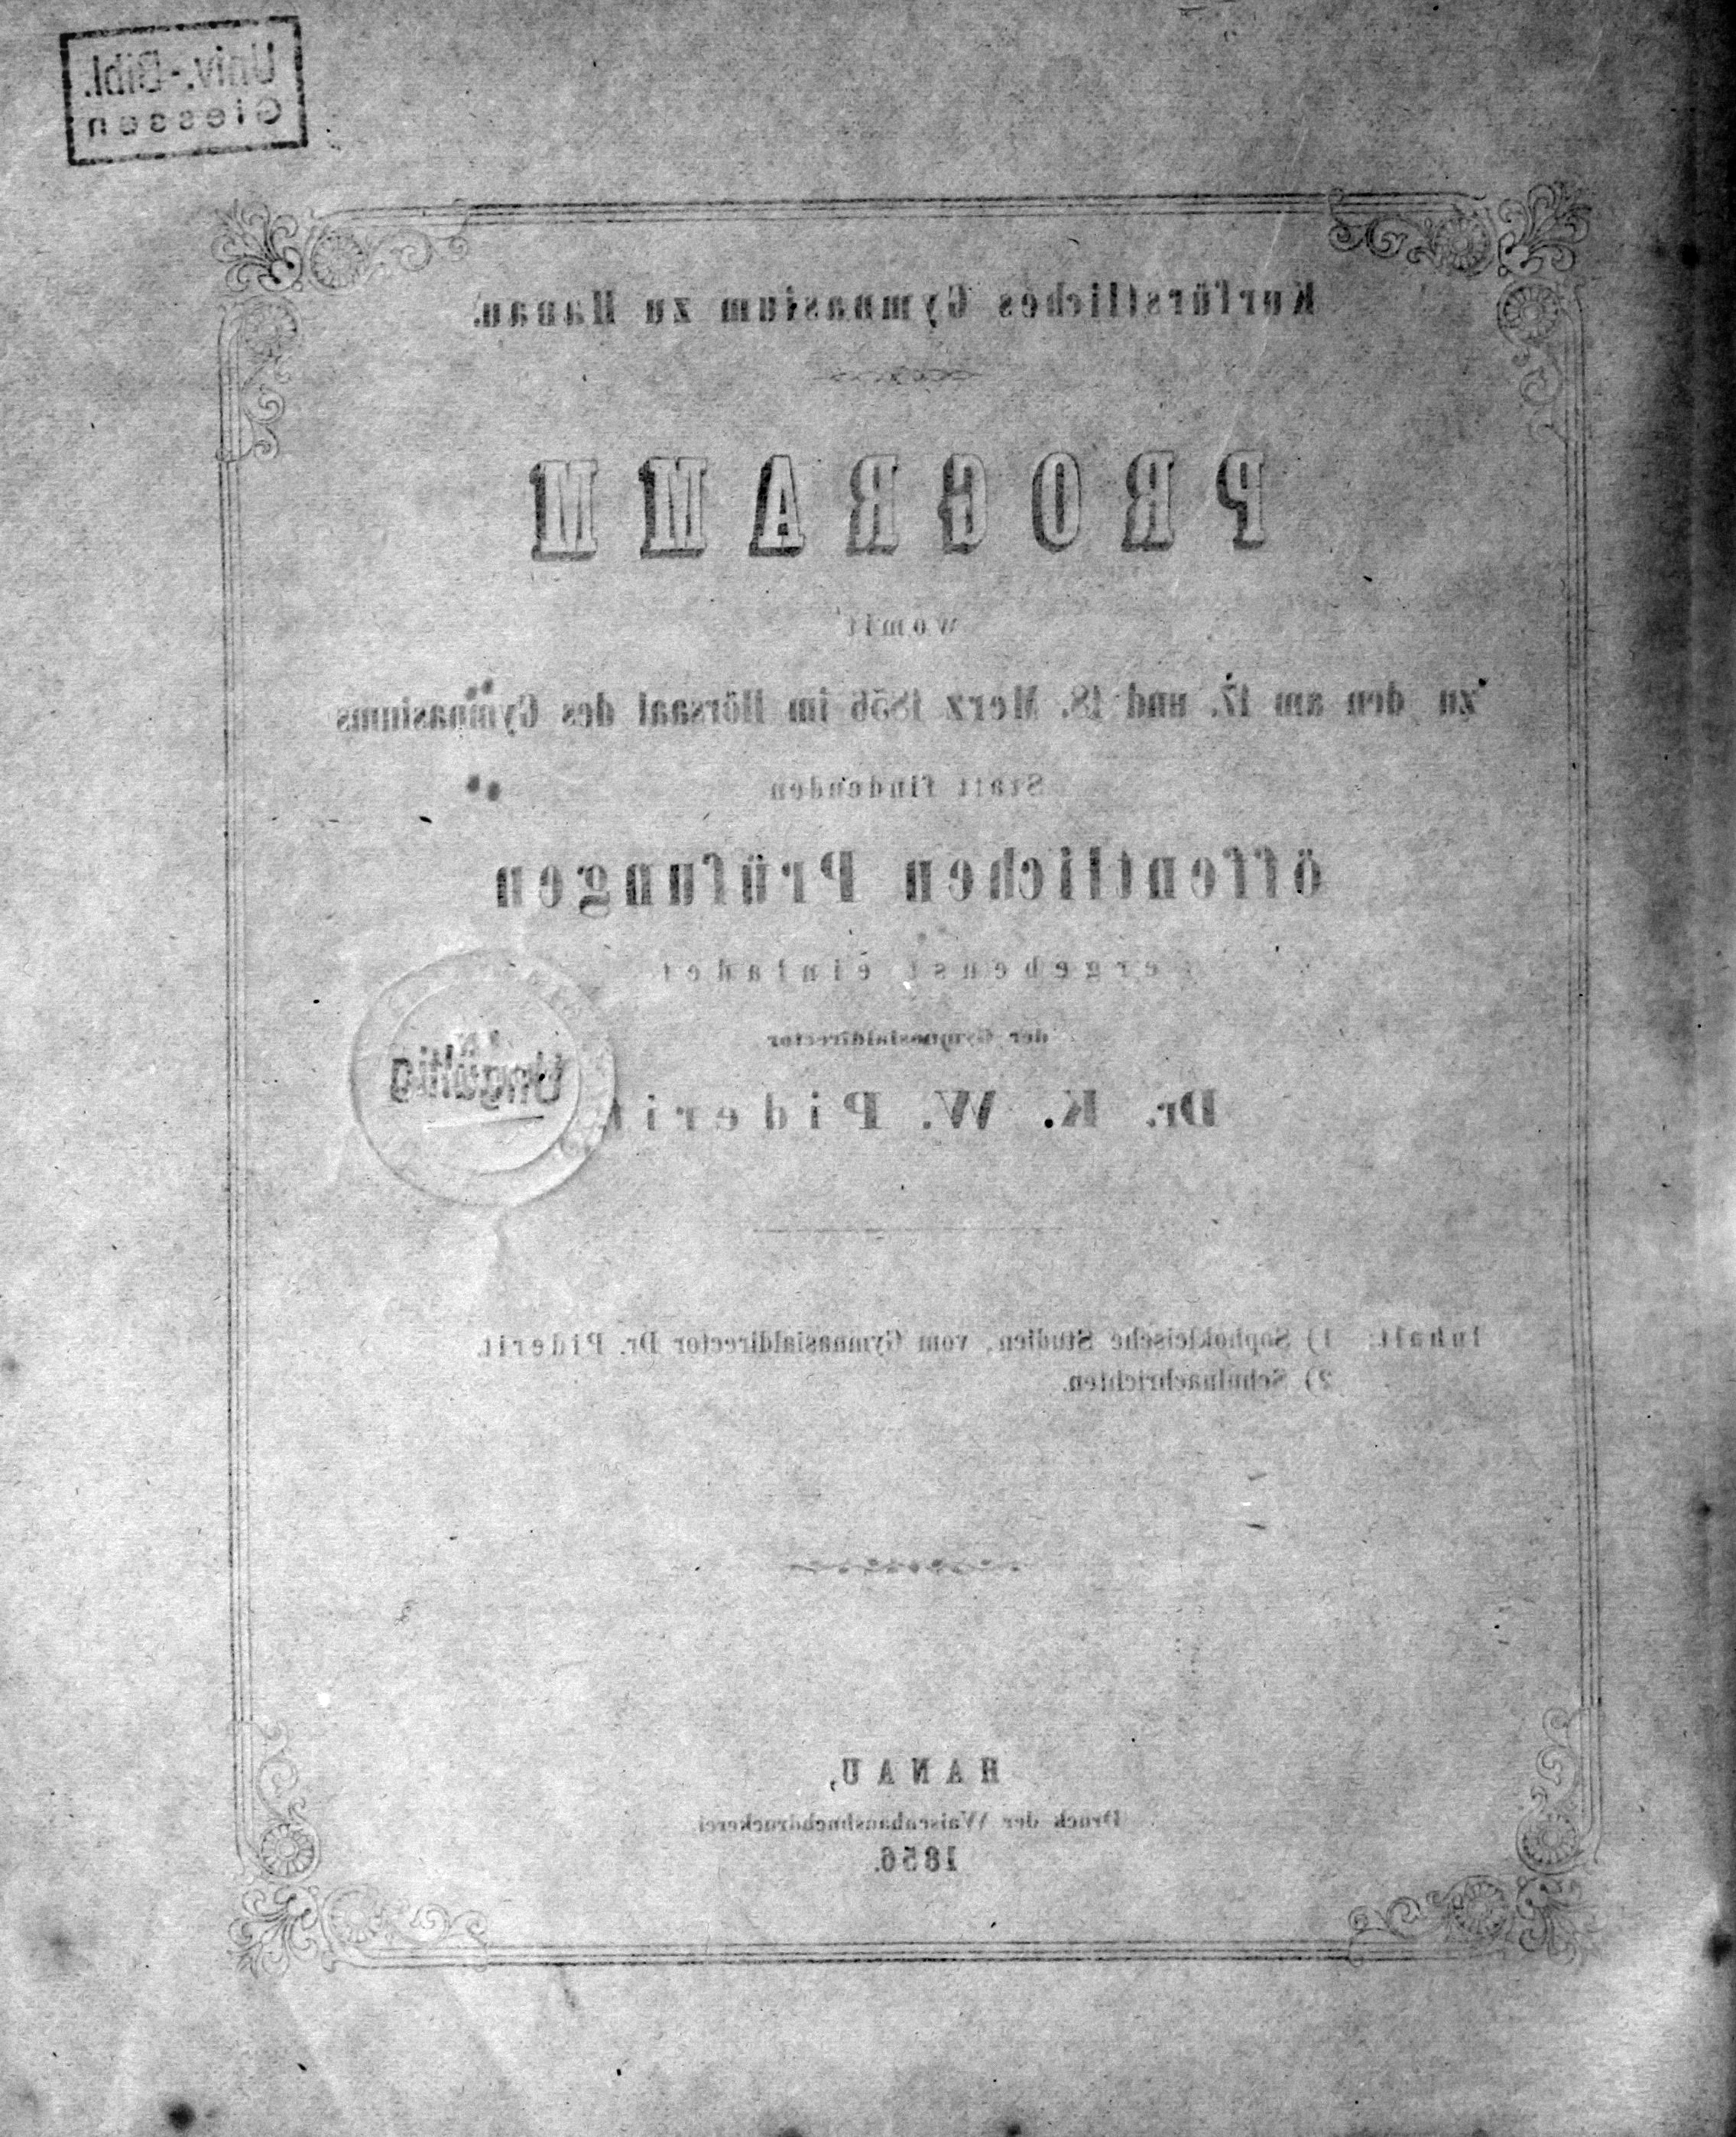 Univ.-Bibl.
Giessen
Kurfürstliches Gymnasium zu Hanau.
PROGRAMM
womit
zu den am 17. und 18. Merz 1856 im Hörsaal des Gymnasiums
Statt findenden
öffentlichen Prüfungen
ergebenst einladet
der Gymnasialdirector
Dr. K. W. Piderit
Ungültig
Inhalt: 1) Sophokleische Studien, vom Gymnasialdirector Dr. Piderit.
2) Schulnachrichten.
HANAU,
Druck der Waisenhausbuchdruckerei
1856.